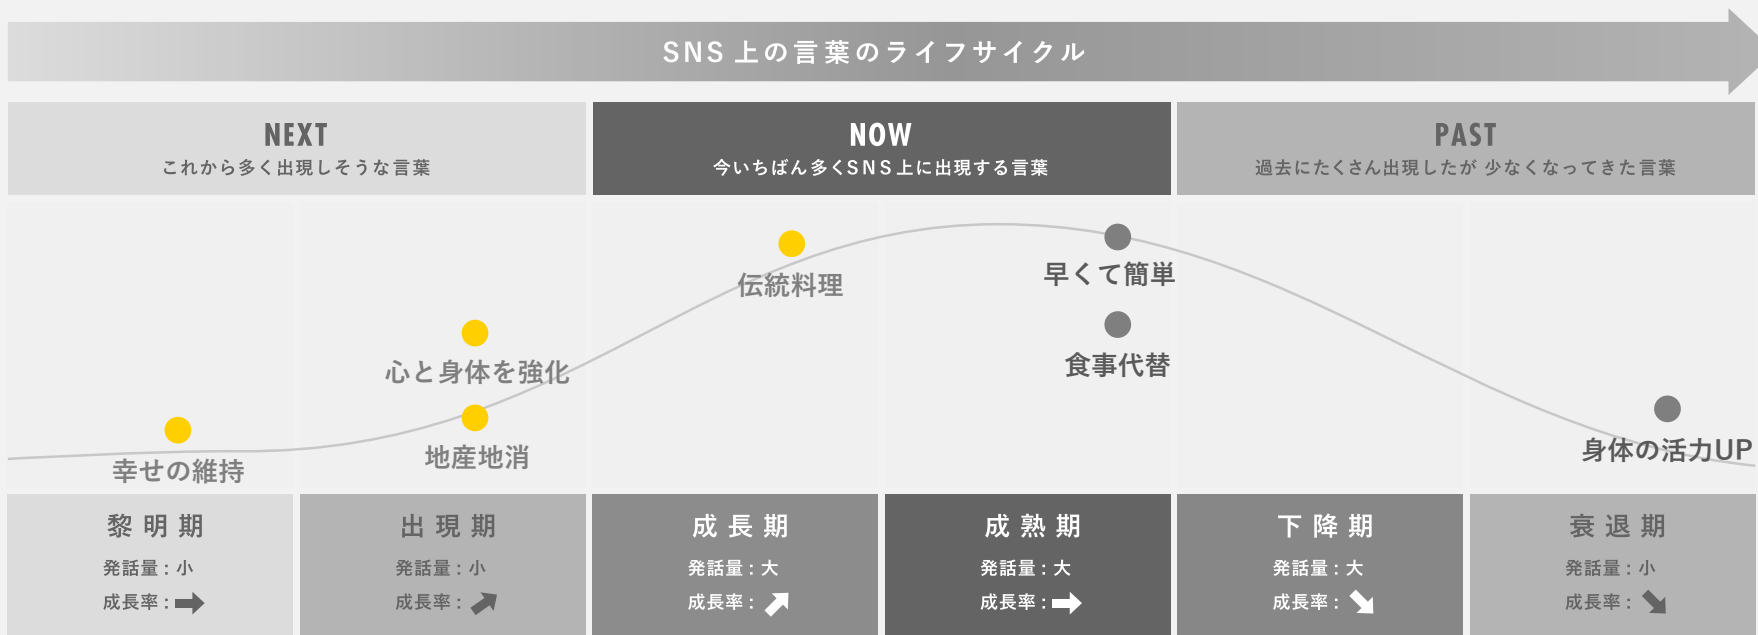 SNS上の言葉のライフサイクル
NEXT
これから多く出現しそうな言葉
NOW
今いちばん多くSNS上に出現する言葉
PAST
過去にたくさん出現したが 少なくなってきた言葉
伝統料理
早くて簡単
心と身体を強化
食事代替
幸せの維持
地産地消
身体の活力UP
黎明期
発話量：小
成長率：
出現期
発話量：小
成長率：
成長期
発話量：大
成長率：
成熟期
発話量：大
成長率：
下降期
発話量：大
成長率：
衰退期
発話量：小
成長率：